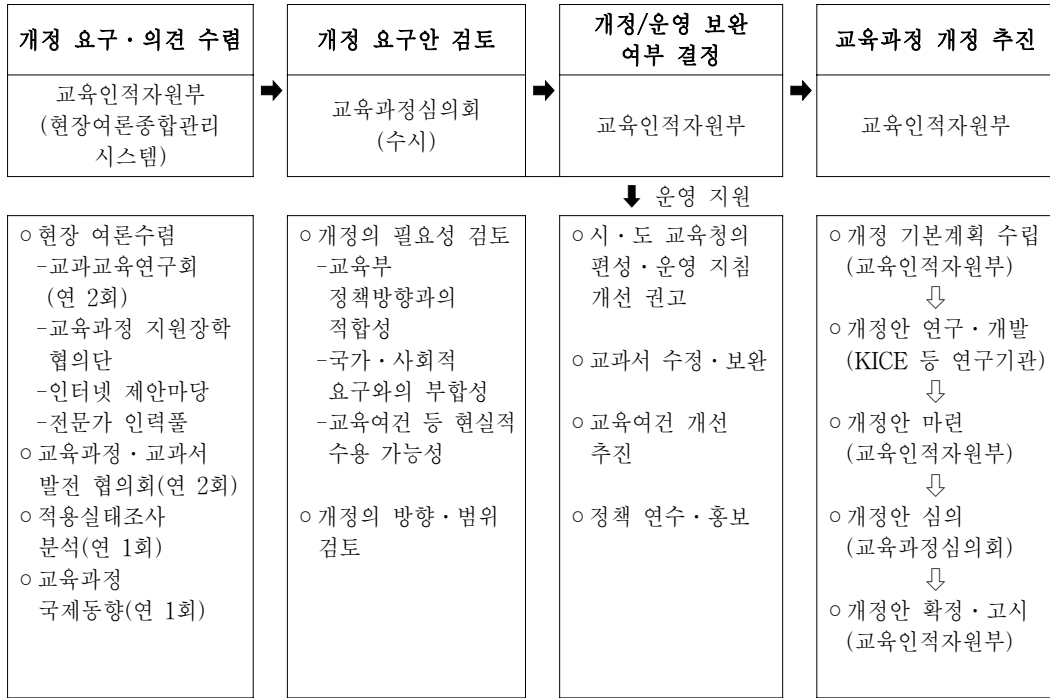 개정 요구·의견 수렴
교육인적자원부
(현장여론종합관리
시스템)
개정 요구안 검토
교육과정심의회
(수시)
개정/운영 보완
여부 결정
교육인적자원부
교육과정 개정 추진
교육인적자원부
운영 지원
○현장 여론수렴
-교과교육연구회
(연 2회)
-교육과정 지원장학
협의단
-인터넷 제안마당
-전문가 인력풀
○교육과정·교과서
발전 협의회(연 2회)
○적용실태조사
분석(연 1회)
○교육과정
국제동향(연 1회)
○개정의 필요성 검토
-교육부
정책방향과의
적합성
-국가·사회적
요구와의 부합성
-교육여건 등 현실적
수용 가능성
○개정의 방향·범위
검토
○시·도 교육청의
편성·운영 지침
개선 권고
○교과서 수정·보완
○교육여건 개선
추진
○정책 연수·홍보
○개정 기본계획 수립
(교육인적자원부)
○개정안 연구·개발
(KICE 등 연구기관)
○개정안 마련
(교육인적자원부)
○개정안 심의
(교육과정심의회)
○개정안 확정·고시
(교육인적자원부)